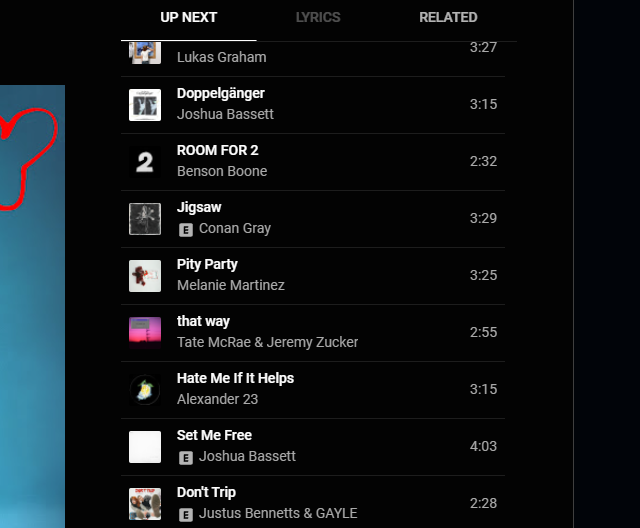 UP NEXT LYRICS RELATED
3:27
Lukas Graham
Doppelgänger
Joshua Bassett
3:15
ROOM FOR 2
Benson Boone
2:32
Jigsaw
E Conan Gray
3:29
Pity Party
Melanie Martinez
3:25
that way
Tate McRae & Jeremy Zucker
2:55
Hate Me If It Helps
Alexander 23
3:15
Set Me Free
E Joshua Bassett
4:03
Don't Trip
E Justus Bennetts & GAYLE
2:28
2
DON'T TRIP